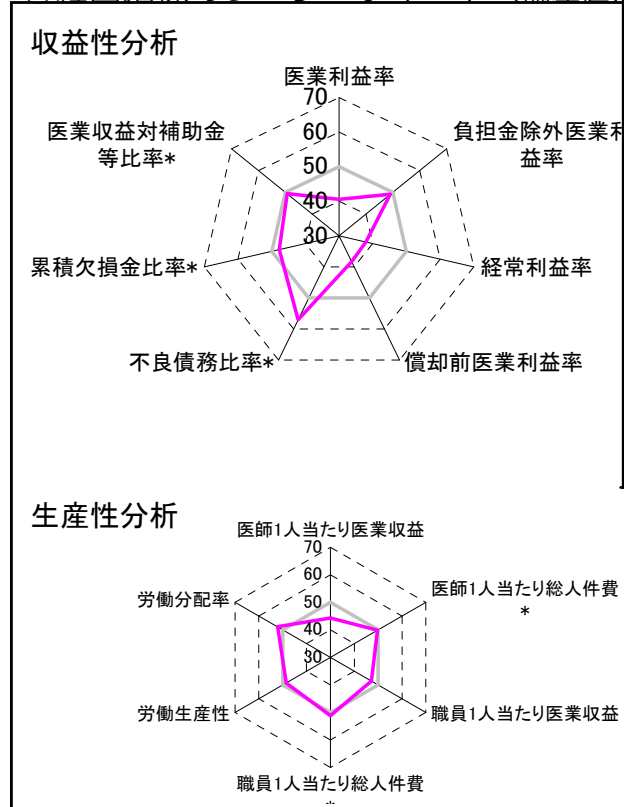 収益性分析
医業利益率
70
60
50
40
30
負担金除外医業利
益率
経常利益率
償却前医業利益率
不良債務比率*
累積欠損金比率*
医業収益対補助金
等比率*
生産性分析
医師1人当たり医業収益
70
60
50
40
30
医師1人当たり総人件費
*
職員1人当たり医業収益
職員1人当たり総人件費
*
労働生産性
労働分配率